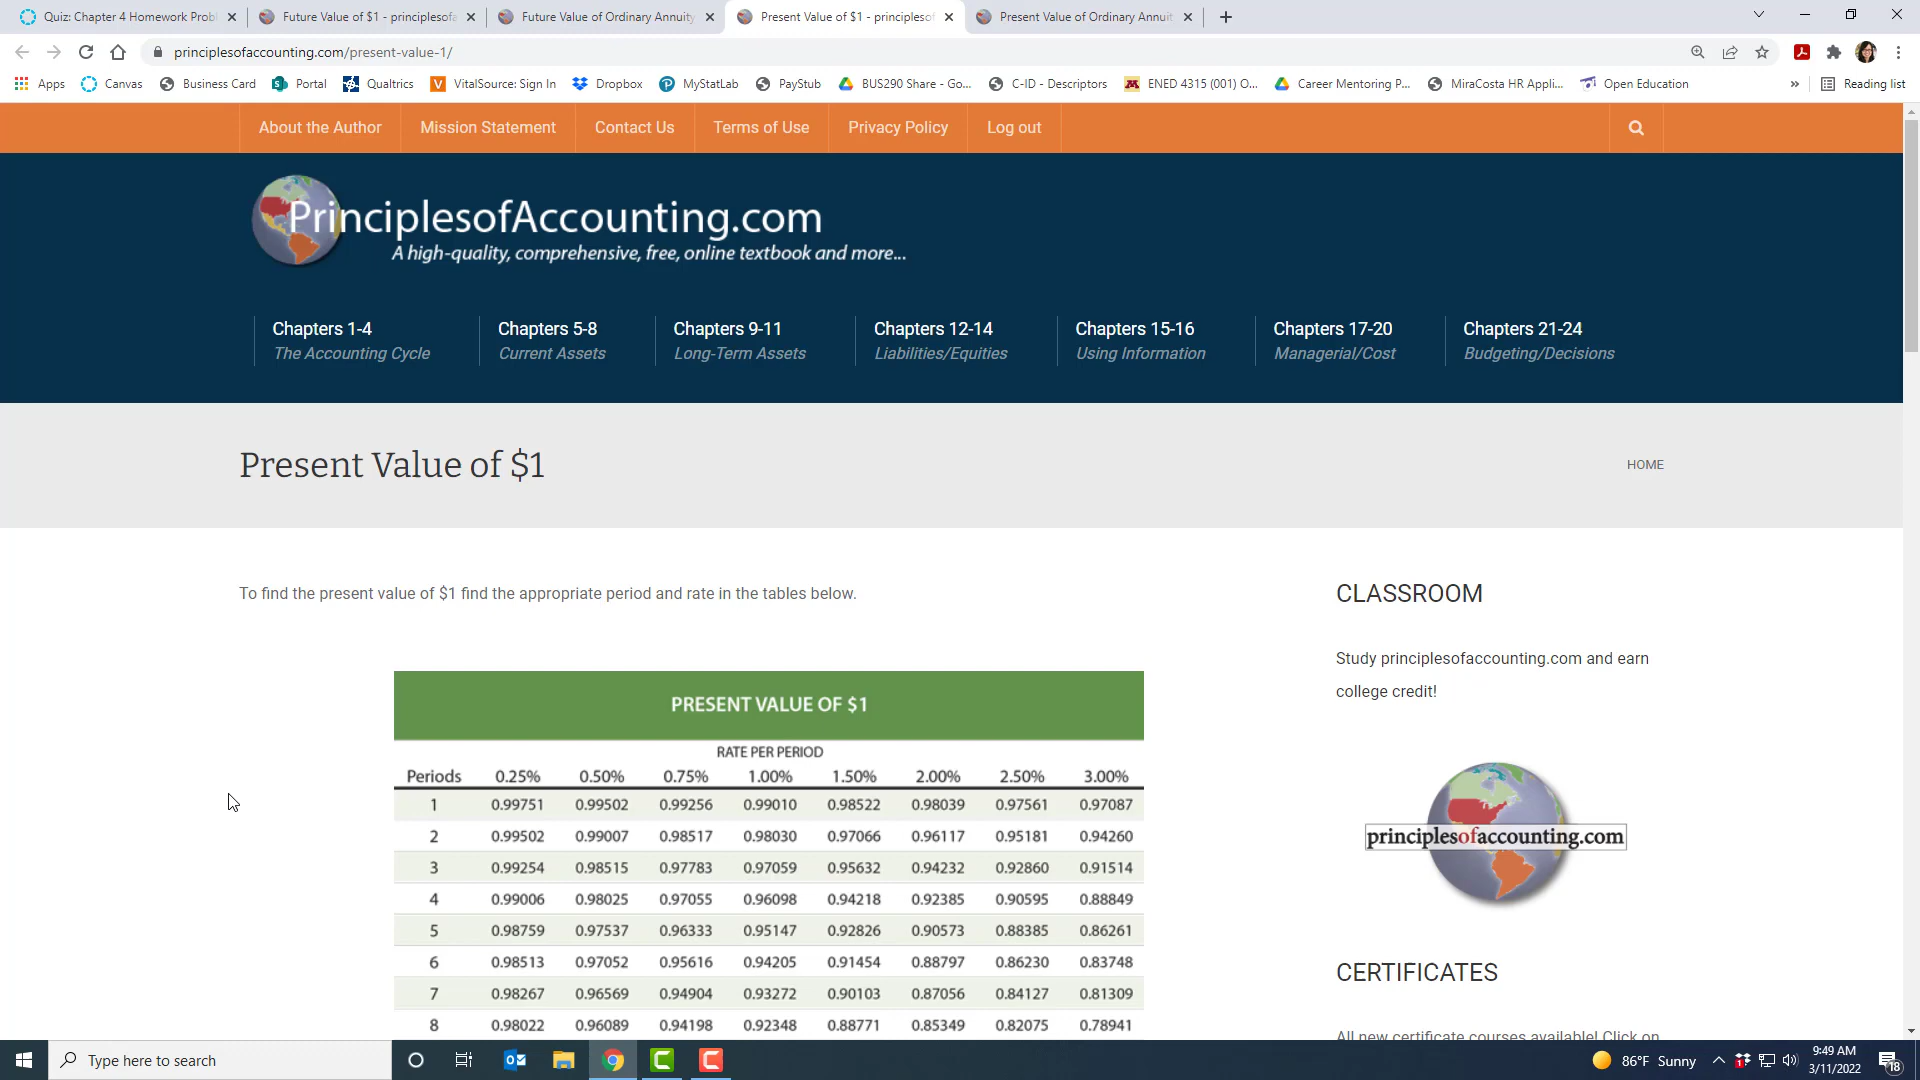 Quiz: Chapter 4 Homework Probl
Future Value of $1 - principlesofa
Future Value of Ordinary Annuity
Present Value of $1 - principlesof
Present Value of Ordinary Annuit
principlesofaccounting.com/present-value-1/
Apps
Canvas
Business Card
Portal
Qualtrics
VitalSource: Sign In
Dropbox
MyStatLab
PayStub
BUS290 Share - Go...
C-ID - Descriptors
ENED 4315 (001) O...
Career Mentoring P...
MiraCosta HR Appli...
Open Education
»
Reading list
About the Author
Mission Statement
Contact Us
Terms of Use
Privacy Policy
Log out
PrinciplesofAccounting.com
A high-quality, comprehensive, free, online textbook and more...
Chapters 1-4
The Accounting Cycle
Chapters 5-8
Current Assets
Chapters 9-11
Long-Term Assets
Chapters 12-14
Liabilities/Equities
Chapters 15-16
Using Information
Chapters 17-20
Managerial/Cost
Chapters 21-24
Budgeting/Decisions
Present Value of $1
HOME
To find the present value of $1 find the appropriate period and rate in the tables below.
PRESENT VALUE OF $1
RATE PER PERIOD
Periods 0.25% 0.50% 0.75% 1.00% 1.50% 2.00% 2.50% 3.00%
1 0.99751 0.99502 0.99256 0.99010 0.98522 0.98039 0.97561 0.97087
2 0.99502 0.99007 0.98517 0.98030 0.97066 0.96117 0.95181 0.94260
3 0.99254 0.98515 0.97783 0.97059 0.95632 0.94232 0.92860 0.91514
4 0.99006 0.98025 0.97055 0.96098 0.94218 0.92385 0.90595 0.88849
5 0.98759 0.97537 0.96333 0.95147 0.92826 0.90573 0.88385 0.86261
6 0.98513 0.97052 0.95616 0.94205 0.91454 0.88797 0.86230 0.83748
7 0.98267 0.96569 0.94904 0.93272 0.90103 0.87056 0.84127 0.81309
8 0.98022 0.96089 0.94198 0.92348 0.88771 0.85349 0.82075 0.78941
CLASSROOM
Study principlesofaccounting.com and earn
college credit!
principlesofaccounting.com
CERTIFICATES
All new certificate courses available! Click on
Type here to search
86°F Sunny
9:49 AM
3/11/2022
18